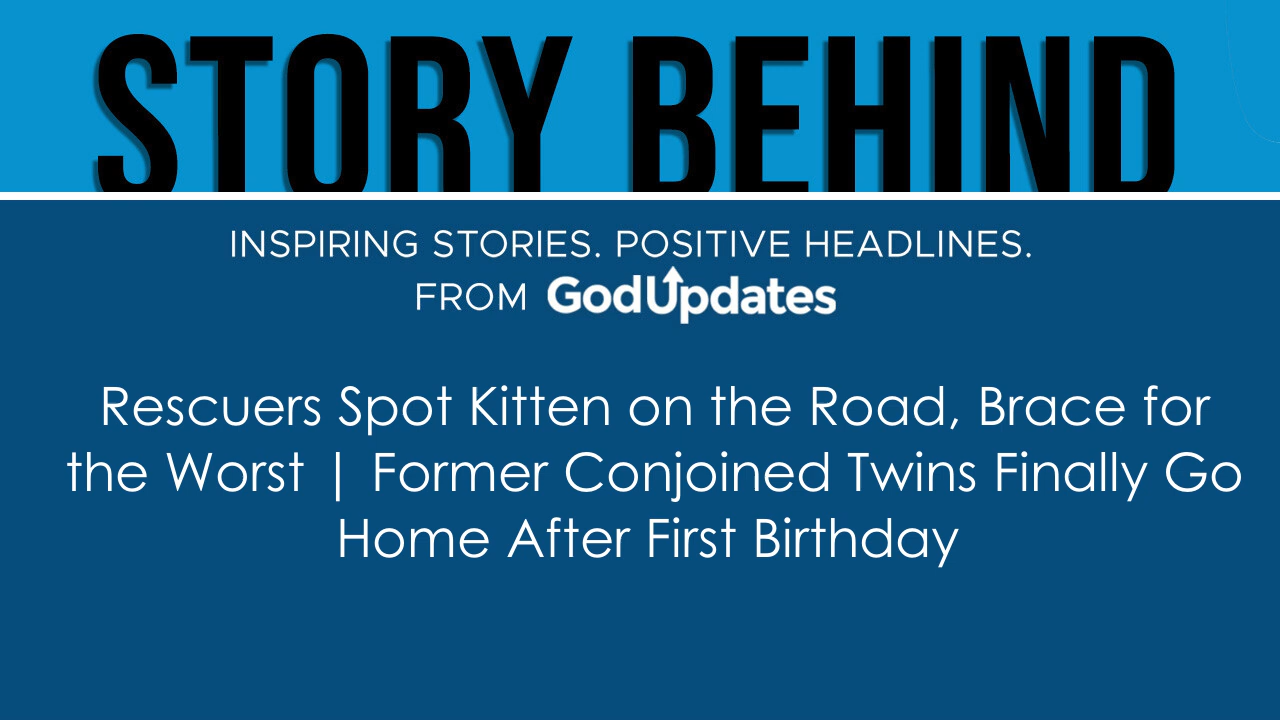 STORY BEHIND
INSPIRING STORIES. POSITIVE HEADLINES.
FROM GodUpdates
Rescuers Spot Kitten on the Road, Brace for
the Worst | Former Conjoined Twins Finally Go
Home After First Birthday